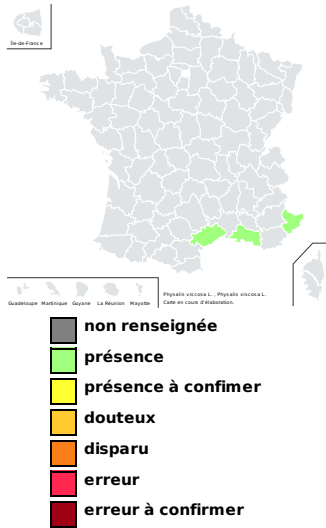 Île-de-France
Guadeloupe Martinique Guyane La Réunion Mayotte
Physalis viscosa L., Physalis viscosa L.
Carte en cours d'élaboration.
non renseignée
présence
présence à confimer
douteux
disparu
erreur
erreur à confirmer